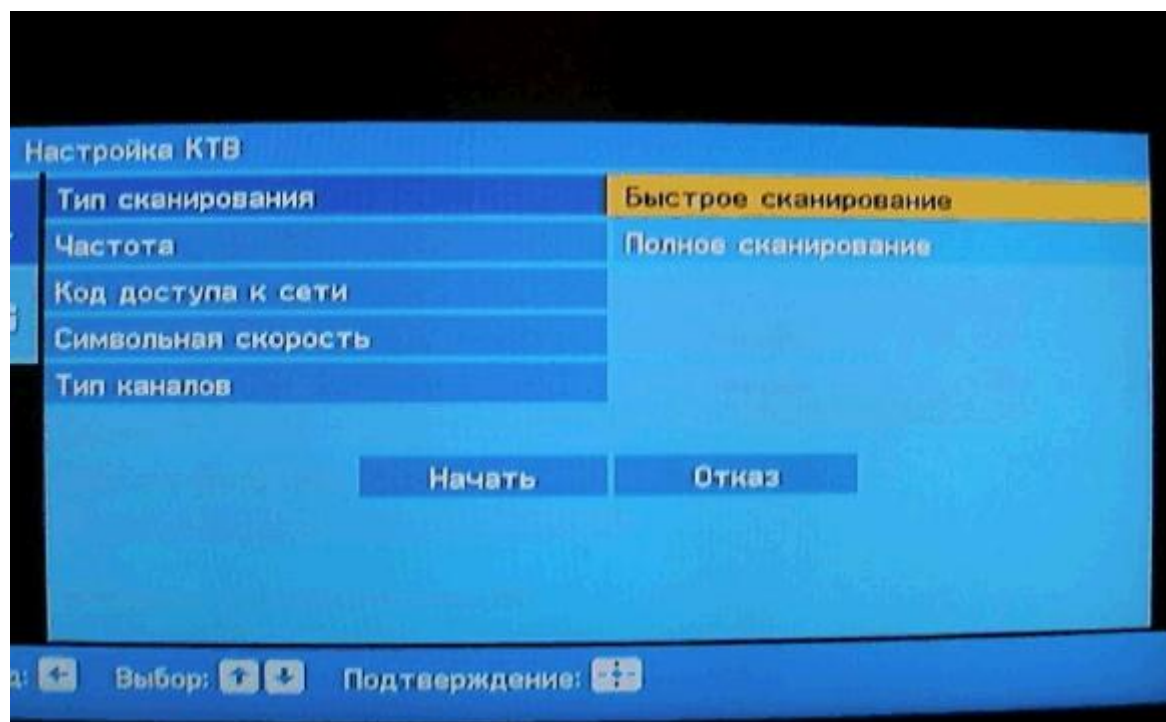 Настройка КТВ
Тип сканирования Быстрое сканирование
Частота Полное сканирование
Код доступа к сети
Символьная скорость
Тип каналов
Начать Отказ
Выбор: Подтверждение: